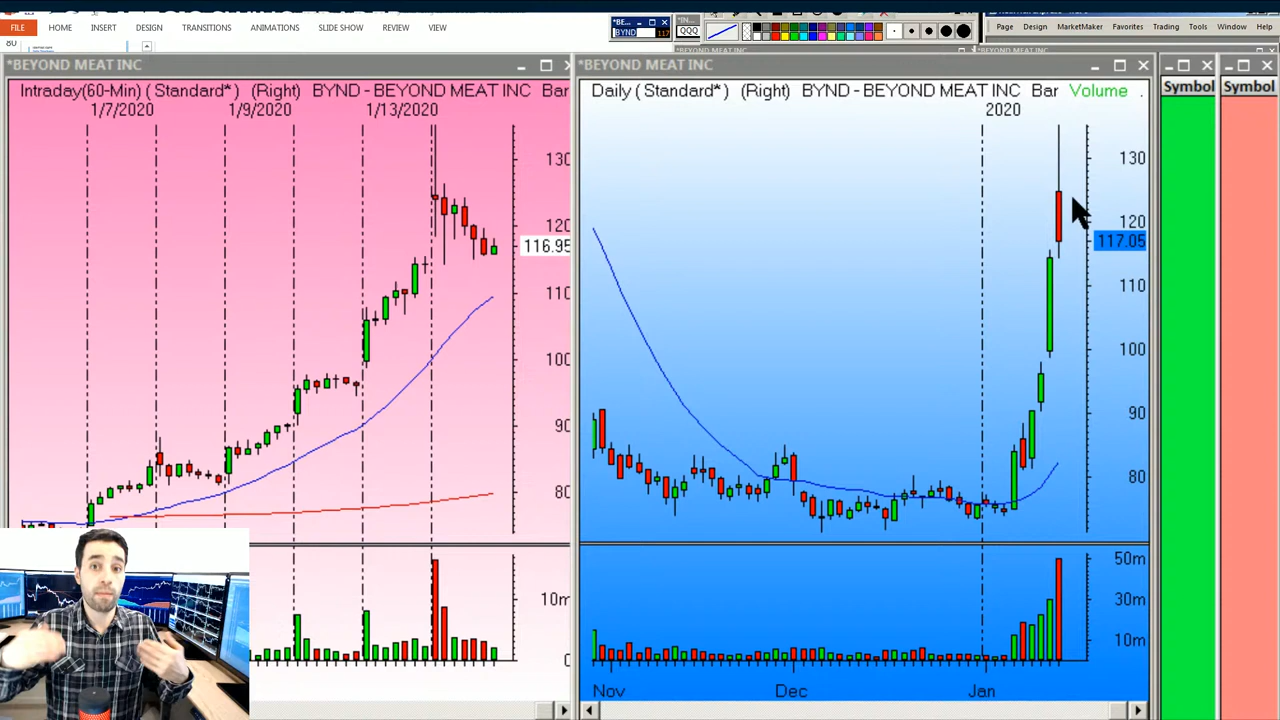 FILE HOME INSERT DESIGN TRANSITIONS ANIMATIONS SLIDE SHOW REVIEW VIEW
BYND 117 QQQ Page Design MarketMaker Favorites Trading Tools Window Help
*BEYOND MEAT INC
Intraday(60-Min) (Standard*) (Right) BYND - BEYOND MEAT INC Bar
1/7/2020 1/9/2020 1/13/2020
130
120
116.95
110
100
90
80
10m
0
*BEYOND MEAT INC
Daily (Standard*) (Right) BYND - BEYOND MEAT INC Bar Volume .
2020
130
120
117.05
110
100
90
80
50m
30m
10m
Nov Dec Jan
Symbol
Symbol